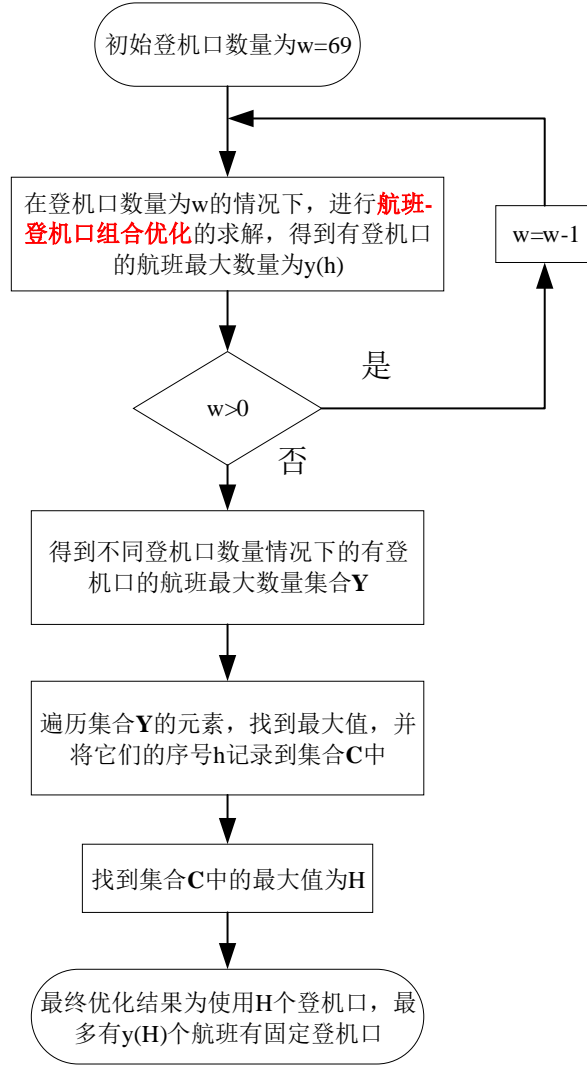 初始登机口数量为w=69
在登机口数量为w的情况下，进行航班-
登机口组合优化的求解，得到有登机口
的航班最大数量为y(h)
w=w-1
是
w>0
否
得到不同登机口数量情况下的有登
机口的航班最大数量集合Y
遍历集合Y的元素，找到最大值，并
将它们的序号h记录到集合C中
找到集合C中的最大值为H
最终优化结果为使用H个登机口，最
多有y(H)个航班有固定登机口